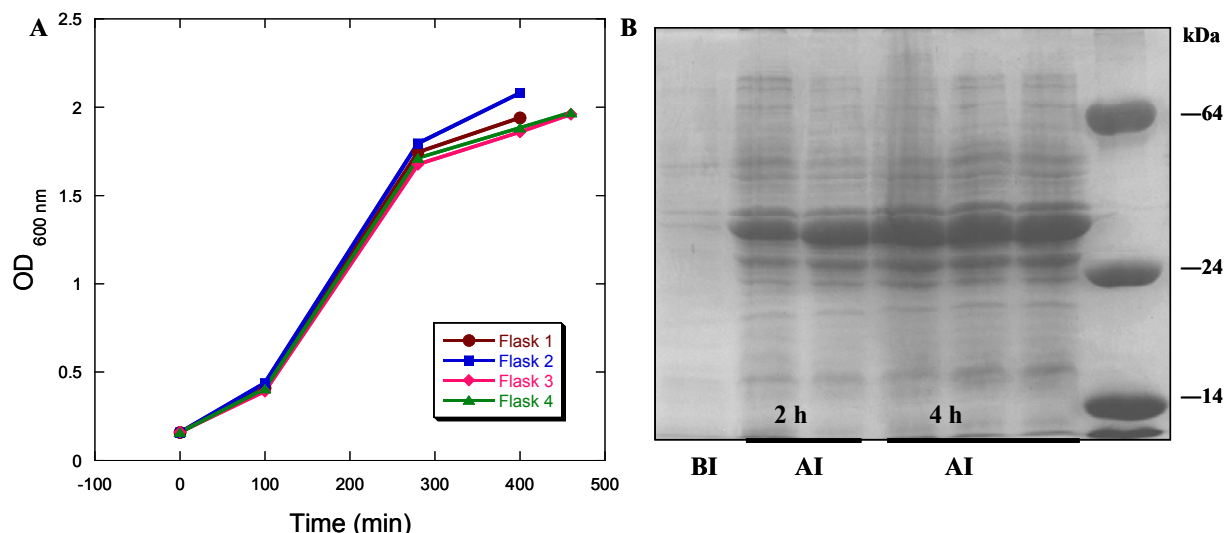 A
2.5
2
1.5
1
0.5
0
OD 600 nm
-100 0 100 200 300 400 500
Time (min)
Flask 1
Flask 2
Flask 3
Flask 4
B
kDa
—64
—24
—14
2 h 4 h
BI AI AI